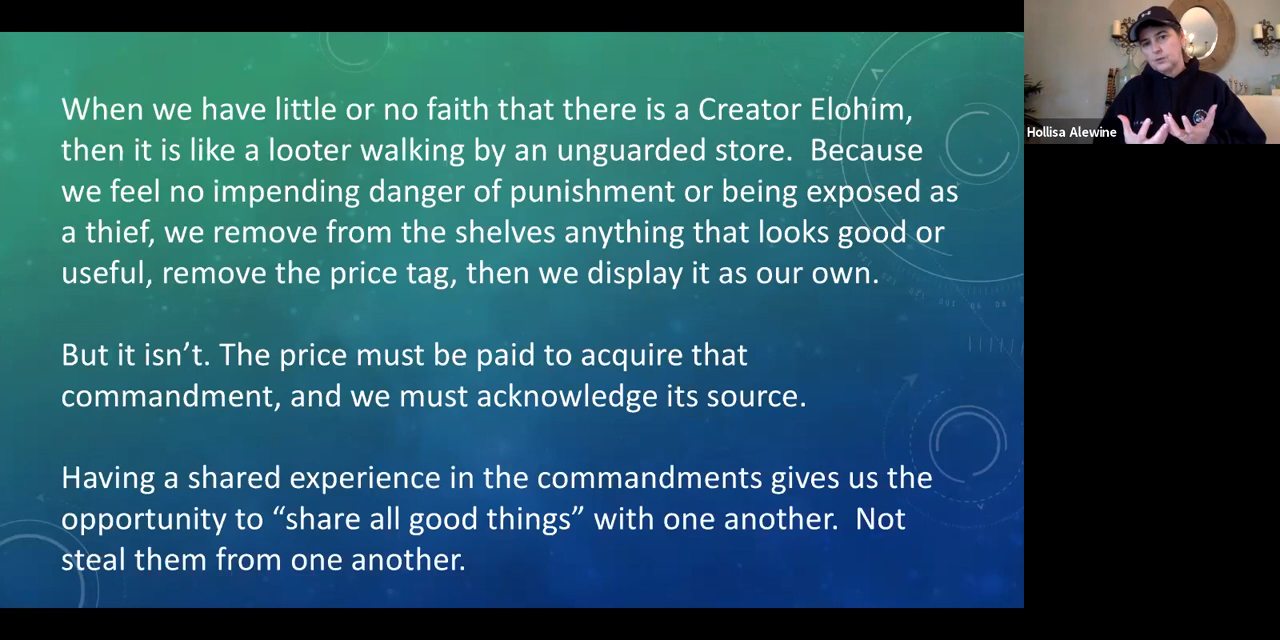 When we have little or no faith that there is a Creator Elohim,
then it is like a looter walking by an unguarded store.  Because
we feel no impending danger of punishment or being exposed as
a thief, we remove from the shelves anything that looks good or
useful, remove the price tag, then we display it as our own.
But it isn’t. The price must be paid to acquire that
commandment, and we must acknowledge its source.
Having a shared experience in the commandments gives us the
opportunity to “share all good things” with one another.  Not
steal them from one another.
Hollisa Alewine